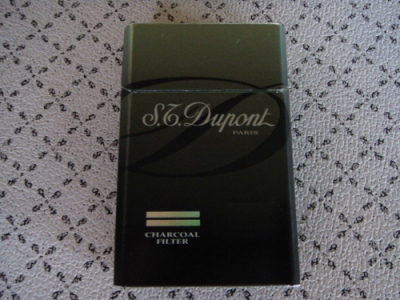 S.T. Dupont
PARIS
CHARCOAL
FILTER